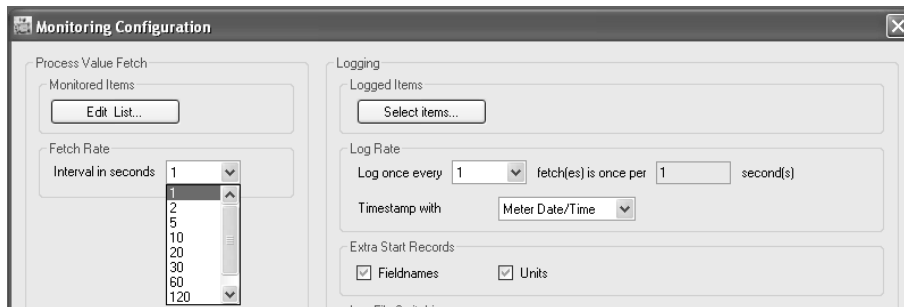 Monitoring Configuration
Process Value Fetch
Monitored Items
Edit List...
Fetch Rate
Interval in seconds 1
1
2
5
10
20
30
60
120
Logging
Logged Items
Select items...
Log Rate
Log once every 1 fetch(es) is once per 1 second(s)
Timestamp with Meter Date/Time
Extra Start Records
Fieldnames Units